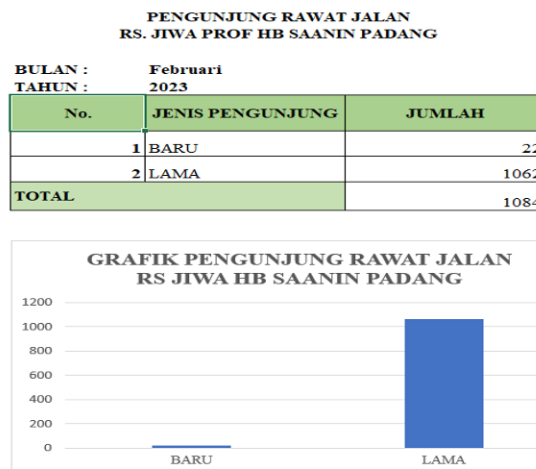 PENGUNJUNG RAWAT JALAN
RS. JIWA PROF HB SAANIN PADANG
BULAN : Februari
TAHUN : 2023
No. JENIS PENGUNJUNG JUMLAH
1 BARU 22
2 LAMA 1062
TOTAL 1084
GRAFIK PENGUNJUNG RAWAT JALAN
RS JIWA HB SAANIN PADANG
1200
1000
800
600
400
200
0
BARU LAMA